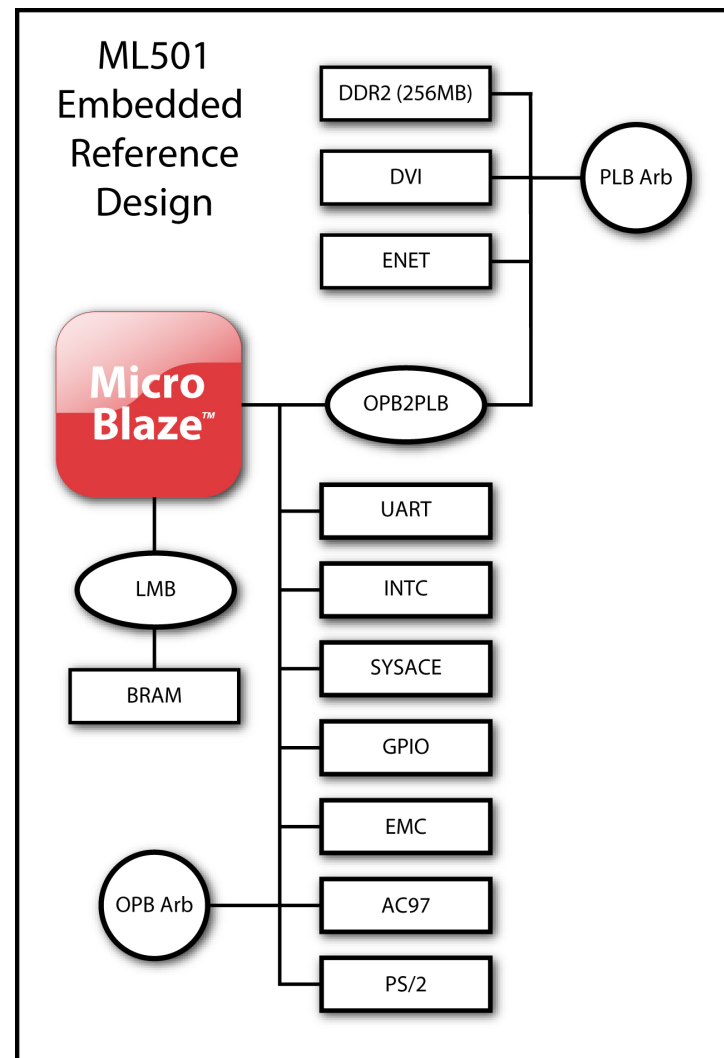 ML501
Embedded
Reference
Design
DDR2 (256MB)
DVI
PLB Arb
ENET
Micro
Blaze™
OPB2PLB
UART
LMB
INTC
SYSACE
BRAM
GPIO
EMC
OPB Arb
AC97
PS/2